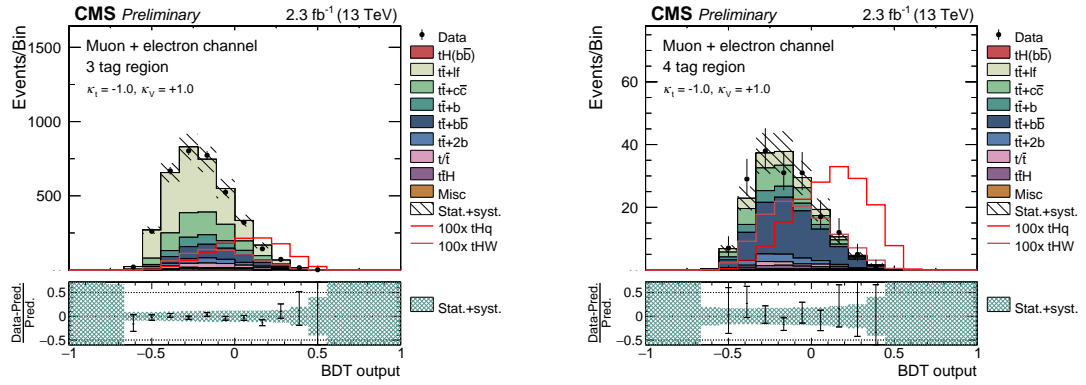 CMS Preliminary
2.3 fb⁻¹ (13 TeV)
Events/Bin
1500
1000
500
Muon + electron channel
3 tag region
κt = -1.0, κV = +1.0
Data
tH(bb̄)
tt̄+lf
tt̄+cc̄
tt̄+b
tt̄+bb̄
tt̄+2b
t/t̄
tt̄H
Misc
Stat.+syst.
100x tHq
100x tHW
Data-Pred.
Pred.
0.5
0
−0.5
Stat.+syst.
−1
−0.5
0
0.5
1
BDT output
CMS Preliminary
2.3 fb⁻¹ (13 TeV)
Events/Bin
60
40
20
Muon + electron channel
4 tag region
κt = -1.0, κV = +1.0
Data
tH(bb̄)
tt̄+lf
tt̄+cc̄
tt̄+b
tt̄+bb̄
tt̄+2b
t/t̄
tt̄H
Misc
Stat.+syst.
100x tHq
100x tHW
Data-Pred.
Pred.
0.5
0
−0.5
Stat.+syst.
−1
−0.5
0
0.5
1
BDT output